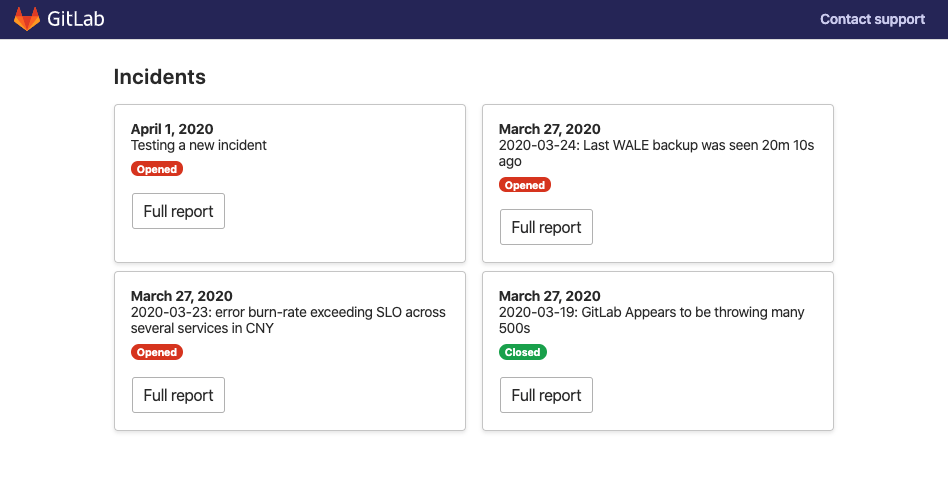 GitLab
Contact support
Incidents
April 1, 2020
Testing a new incident
Opened
Full report
March 27, 2020
2020-03-24: Last WALE backup was seen 20m 10s
ago
Opened
Full report
March 27, 2020
2020-03-23: error burn-rate exceeding SLO across
several services in CNY
Opened
Full report
March 27, 2020
2020-03-19: GitLab Appears to be throwing many
500s
Closed
Full report